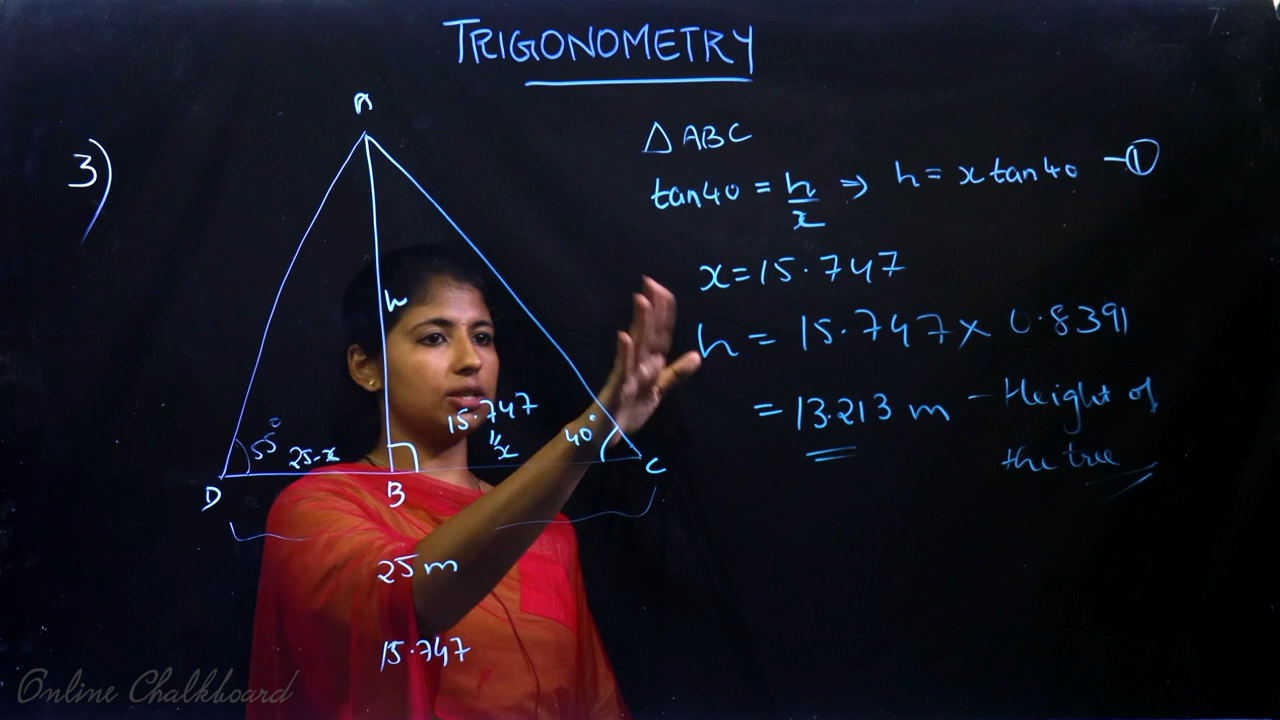 TRIGONOMETRY
3)
A
h
55°
25-x
15.747
"
x
40°
D
B
C
25 m
15.747
△ ABC
tan40 = h/x ⇒ h = x tan40 —①
x = 15.747
h = 15.747 × 0.8391
= 13.213 m – Height of
the tree
Online Chalkboard